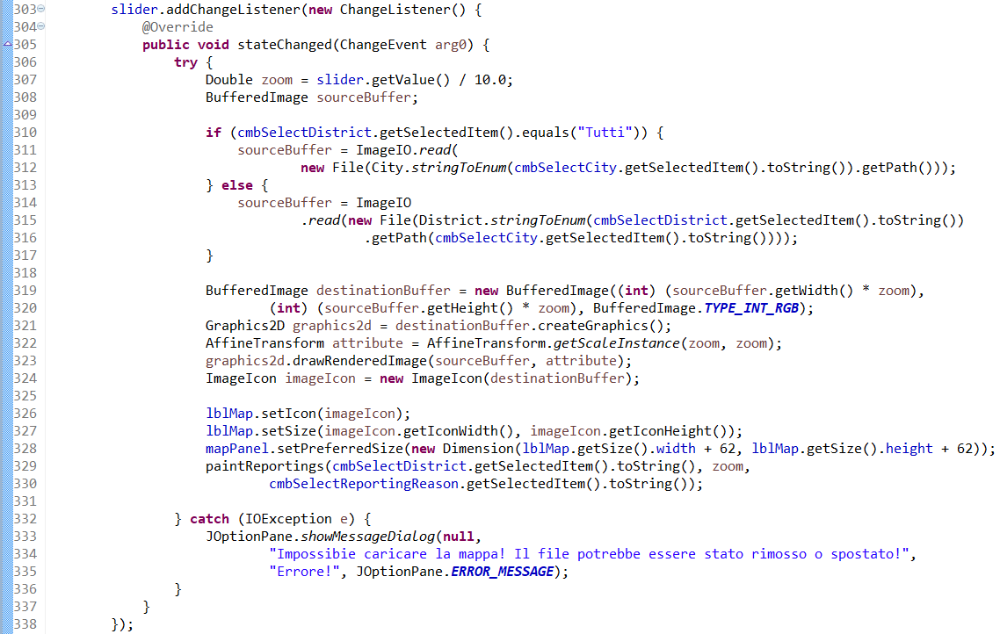 303 slider.addChangeListener(new ChangeListener() {
304 @Override
305 public void stateChanged(ChangeEvent arg0) {
306 try {
307 Double zoom = slider.getValue() / 10.0;
308 BufferedImage sourceBuffer;
309
310 if (cmbSelectDistrict.getSelectedItem().equals("Tutti")) {
311 sourceBuffer = ImageIO.read(
312 new File(City.stringToEnum(cmbSelectCity.getSelectedItem().toString()).getPath()));
313 } else {
314 sourceBuffer = ImageIO
315 .read(new File(District.stringToEnum(cmbSelectDistrict.getSelectedItem().toString())
316 .getPath(cmbSelectCity.getSelectedItem().toString())));
317 }
318
319 BufferedImage destinationBuffer = new BufferedImage((int) (sourceBuffer.getWidth() * zoom),
320 (int) (sourceBuffer.getHeight() * zoom), BufferedImage.TYPE_INT_RGB);
321 Graphics2D graphics2d = destinationBuffer.createGraphics();
322 AffineTransform attribute = AffineTransform.getScaleInstance(zoom, zoom);
323 graphics2d.drawRenderedImage(sourceBuffer, attribute);
324 ImageIcon imageIcon = new ImageIcon(destinationBuffer);
325
326 lblMap.setIcon(imageIcon);
327 lblMap.setSize(imageIcon.getIconWidth(), imageIcon.getIconHeight());
328 mapPanel.setPreferredSize(new Dimension(lblMap.getSize().width + 62, lblMap.getSize().height + 62));
329 paintReportings(cmbSelectDistrict.getSelectedItem().toString(), zoom,
330 cmbSelectReportingReason.getSelectedItem().toString());
331
332 } catch (IOException e) {
333 JOptionPane.showMessageDialog(null,
334 "Impossibie caricare la mappa! Il file potrebbe essere stato rimosso o spostato!",
335 "Errore!", JOptionPane.ERROR_MESSAGE);
336 }
337 }
338 });